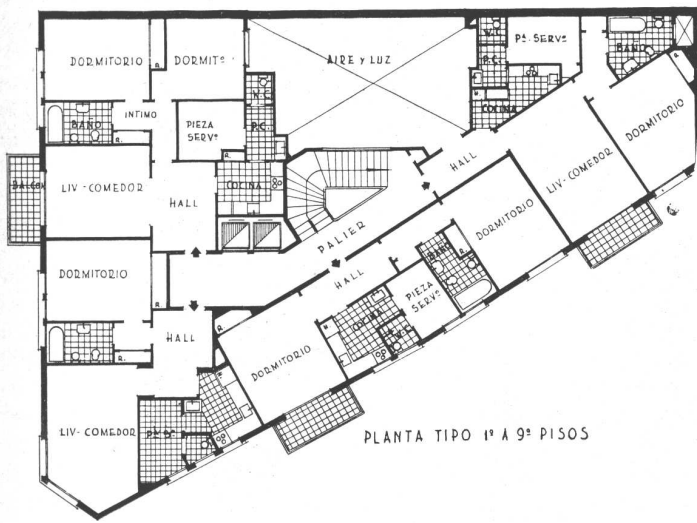 DORMITORIO
DORMITº
AIRE y LUZ
W.C.
Pª. SERVº
BAÑO
P.C.
COCINA
BAÑO
INTIMO
R.
PIEZA
SERVº
W.C.
P.C.
R.
DORMITORIO
HALL
LIV-COMEDOR
BALCON
LIV-COMEDOR
HALL
COCINA
PALIER
DORMITORIO
BAÑO
R.
HALL
DORMITORIO
R.
PIEZA
SERVº
COCINA
W.C.
HALL
R.
DORMITORIO
LIV-COMEDOR
Pª Sº
PLANTA TIPO 1º A 9º PISOS